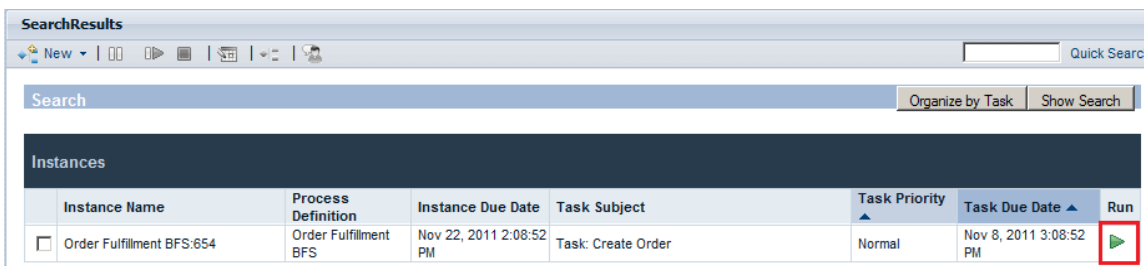 SearchResults
New
Quick Searc
Search
Organize by Task
Show Search
Instances
Instance Name
Process
Definition
Instance Due Date
Task Subject
Task Priority
Task Due Date
Run
Order Fulfillment BFS:654
Order Fulfillment
BFS
Nov 22, 2011 2:08:52
PM
Task: Create Order
Normal
Nov 8, 2011 3:08:52
PM